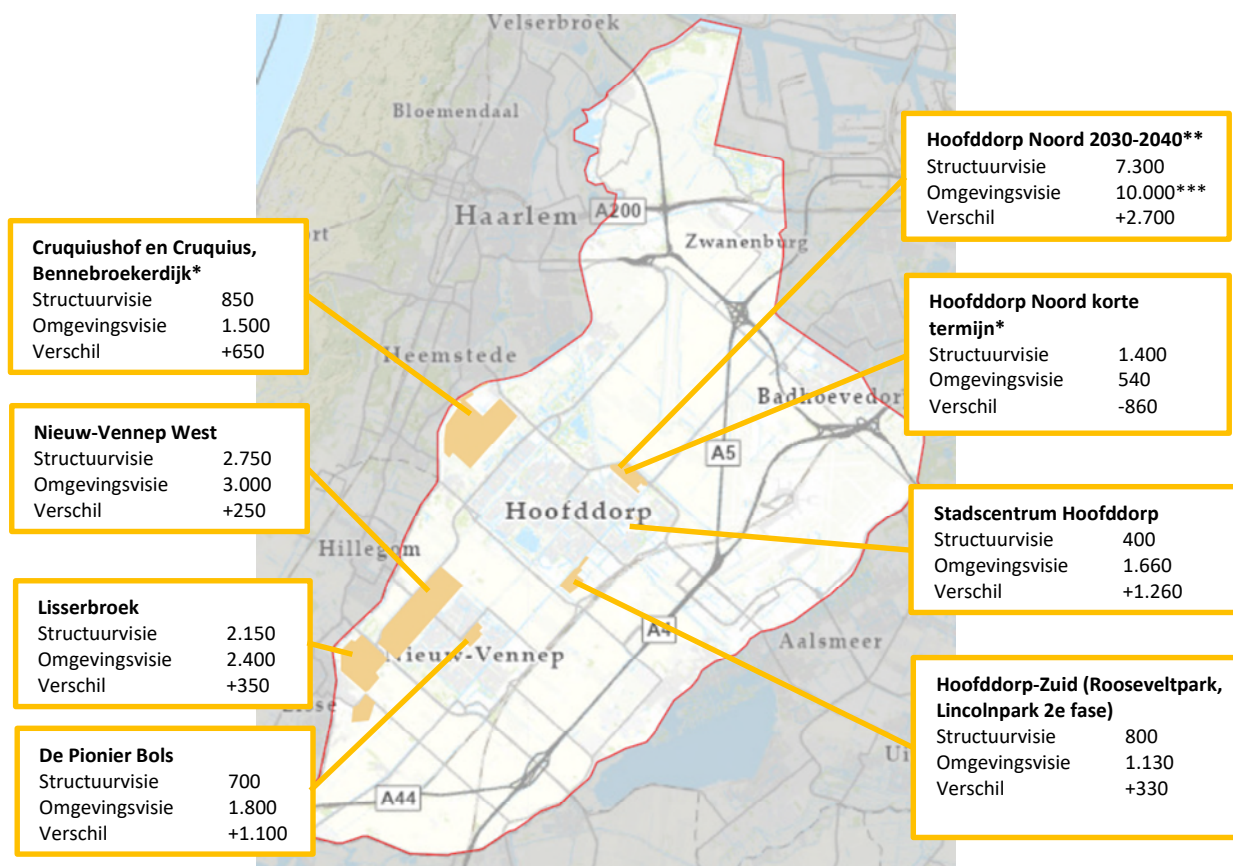 Velserbroek
Bloemendaal
Haarlem
A200
Zwanenburg
Heemstede
Badhoevedor
A5
Hoofddorp
Hillegom
A4
Aalsmeer
Nieuw-Vennep
Lisse
Ui
A44
ort
Cruquiushof en Cruquius,
Bennebroekerdijk*
Structuurvisie 850
Omgevingsvisie 1.500
Verschil +650
Nieuw-Vennep West
Structuurvisie 2.750
Omgevingsvisie 3.000
Verschil +250
Lisserbroek
Structuurvisie 2.150
Omgevingsvisie 2.400
Verschil +350
De Pionier Bols
Structuurvisie 700
Omgevingsvisie 1.800
Verschil +1.100
Hoofddorp Noord 2030-2040**
Structuurvisie 7.300
Omgevingsvisie 10.000***
Verschil +2.700
Hoofddorp Noord korte
termijn*
Structuurvisie 1.400
Omgevingsvisie 540
Verschil -860
Stadscentrum Hoofddorp
Structuurvisie 400
Omgevingsvisie 1.660
Verschil +1.260
Hoofddorp-Zuid (Rooseveltpark,
Lincolnpark 2e fase)
Structuurvisie 800
Omgevingsvisie 1.130
Verschil +330